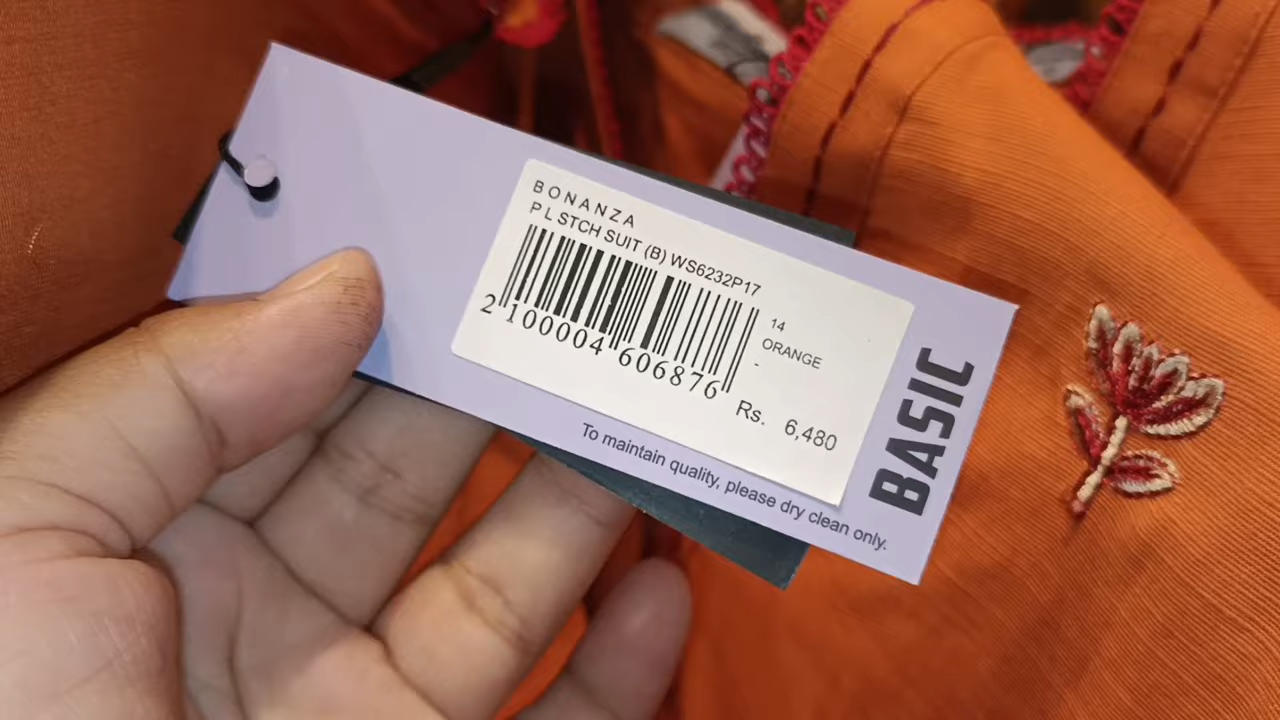 BONANZA
P L STCH SUIT (B) WS6232P17
14
ORANGE
-
2 100004 606876
Rs. 6,480
To maintain quality, please dry clean only.
BASIC